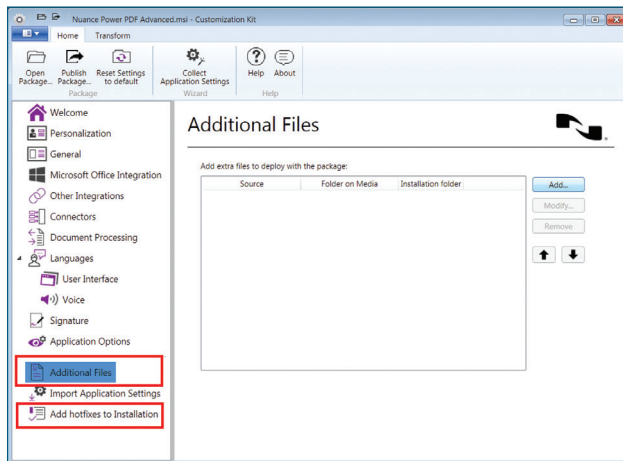 Nuance Power PDF Advanced.msi - Customization Kit
Home Transform
Open Package... Publish Package... Reset Settings to default Collect Application Settings Help About
Package Wizard Help
Welcome
Personalization
General
Microsoft Office Integration
Other Integrations
Connectors
Document Processing
Languages
User Interface
Voice
Signature
Application Options
Additional Files
Import Application Settings
Add hotfixes to Installation
Additional Files
Add extra files to deploy with the package:
Source Folder on Media Installation folder
Add...
Modify...
Remove